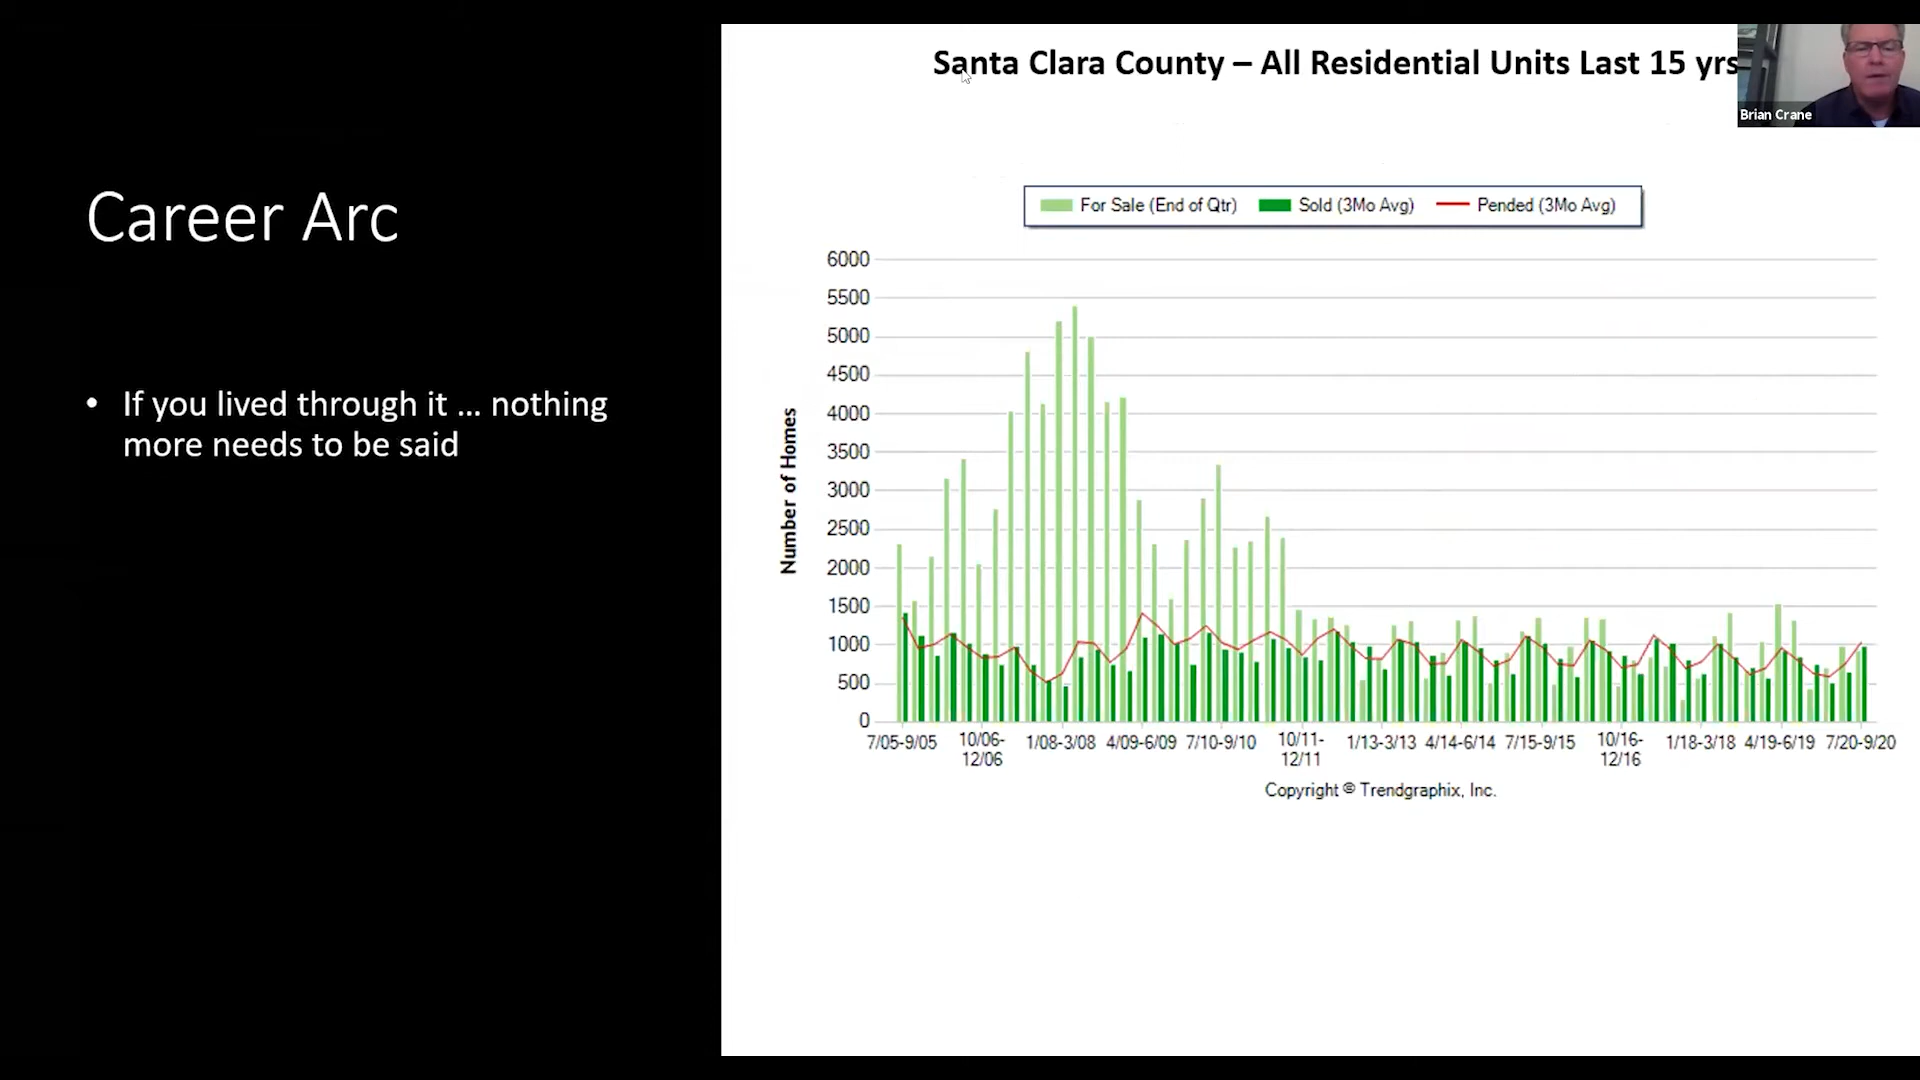 Santa Clara County – All Residential Units Last 15 yrs
Brian Crane
Career Arc
• If you lived through it ... nothing
more needs to be said
For Sale (End of Qtr) Sold (3Mo Avg) Pended (3Mo Avg)
Number of Homes
6000
5500
5000
4500
4000
3500
3000
2500
2000
1500
1000
500
0
7/05-9/05 10/06-12/06 1/08-3/08 4/09-6/09 7/10-9/10 10/11-12/11 1/13-3/13 4/14-6/14 7/15-9/15 10/16-12/16 1/18-3/18 4/19-6/19 7/20-9/20
Copyright © Trendgraphix, Inc.